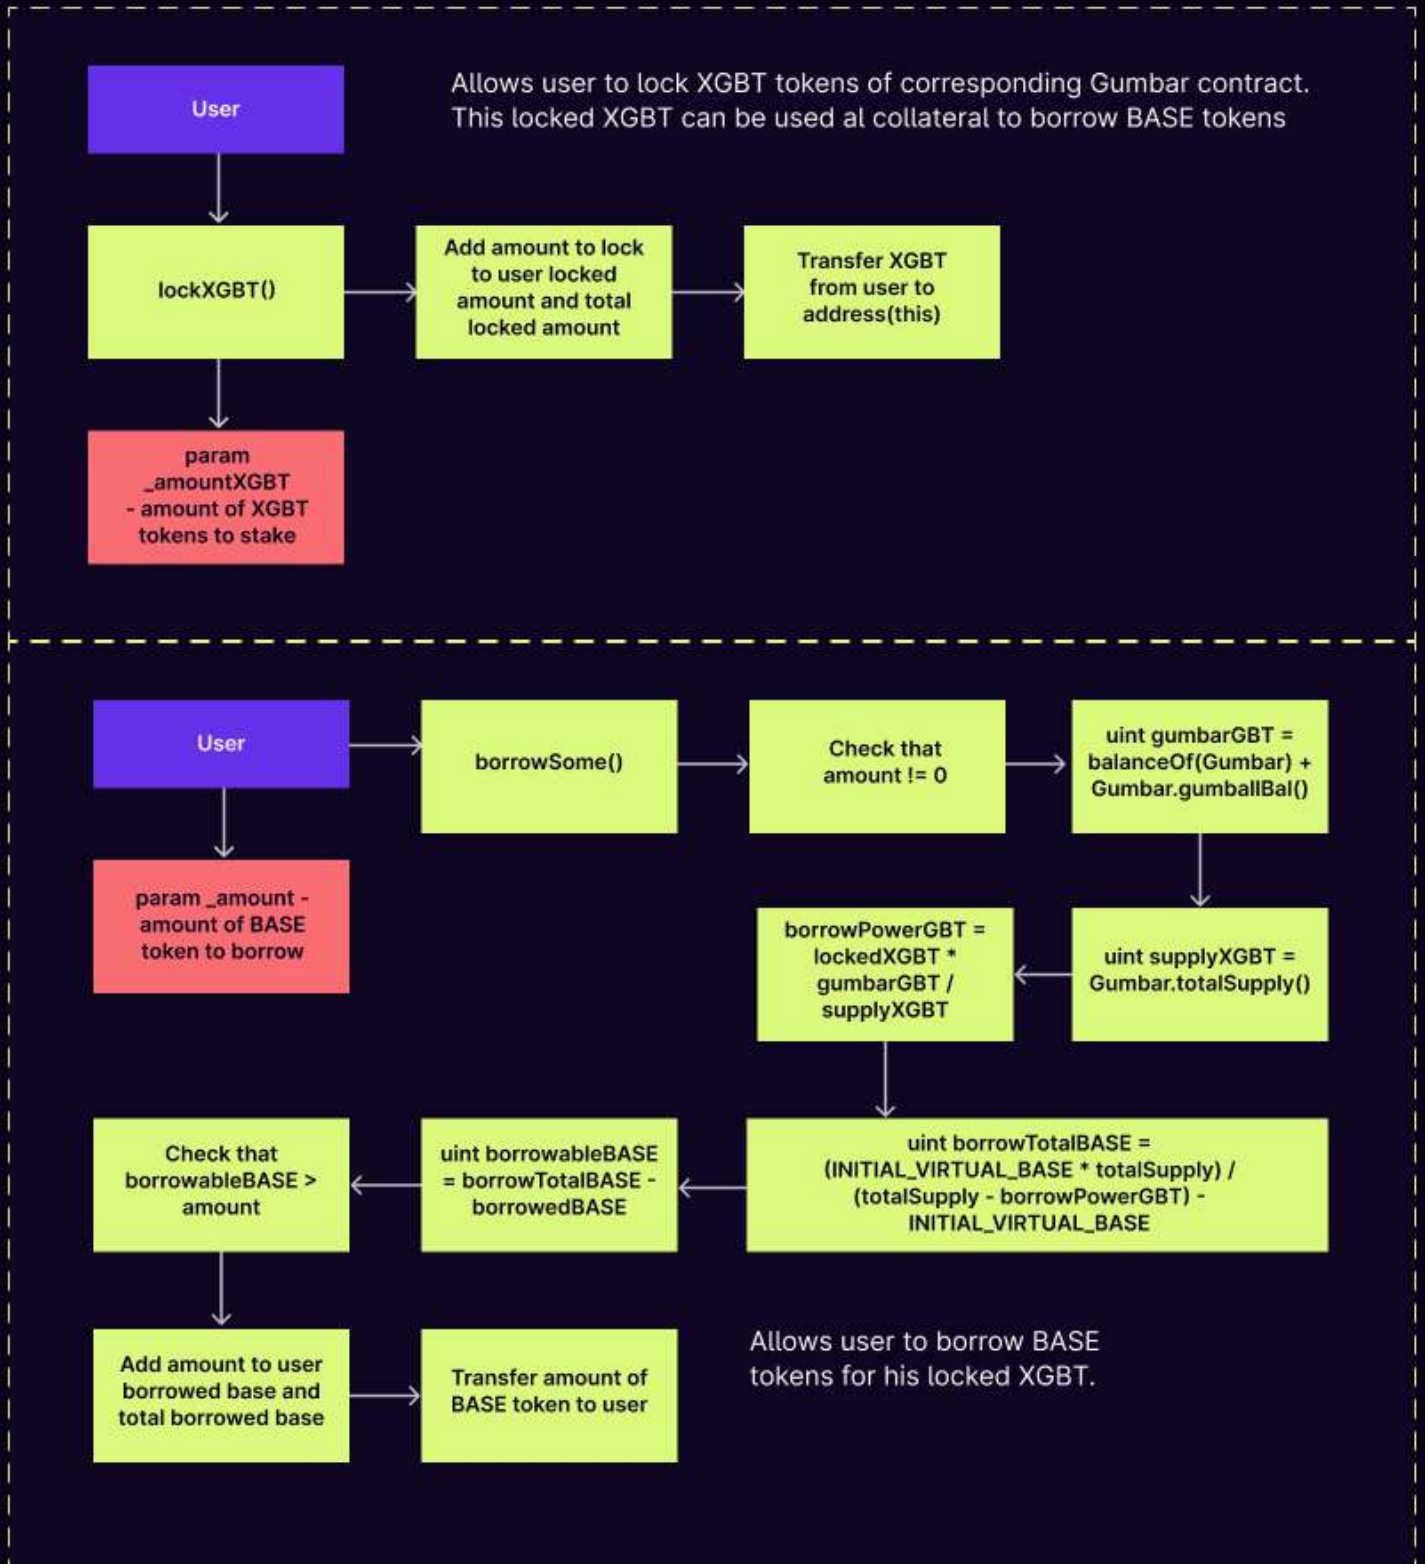 User
Allows user to lock XGBT tokens of corresponding Gumbar contract.
This locked XGBT can be used al collateral to borrow BASE tokens
lockXGBT()
Add amount to lock
to user locked
amount and total
locked amount
Transfer XGBT
from user to
address(this)
param
_amountXGBT
- amount of XGBT
tokens to stake
User
borrowSome()
Check that
amount != 0
uint gumbarGBT =
balanceOf(Gumbar) +
Gumbar.gumballBal()
param _amount -
amount of BASE
token to borrow
uint supplyXGBT =
Gumbar.totalSupply()
borrowPowerGBT =
lockedXGBT *
gumbarGBT /
supplyXGBT
uint borrowTotalBASE =
(INITIAL_VIRTUAL_BASE * totalSupply) /
(totalSupply - borrowPowerGBT) -
INITIAL_VIRTUAL_BASE
uint borrowableBASE
= borrowTotalBASE -
borrowedBASE
Check that
borrowableBASE >
amount
Add amount to user
borrowed base and
total borrowed base
Transfer amount of
BASE token to user
Allows user to borrow BASE
tokens for his locked XGBT.